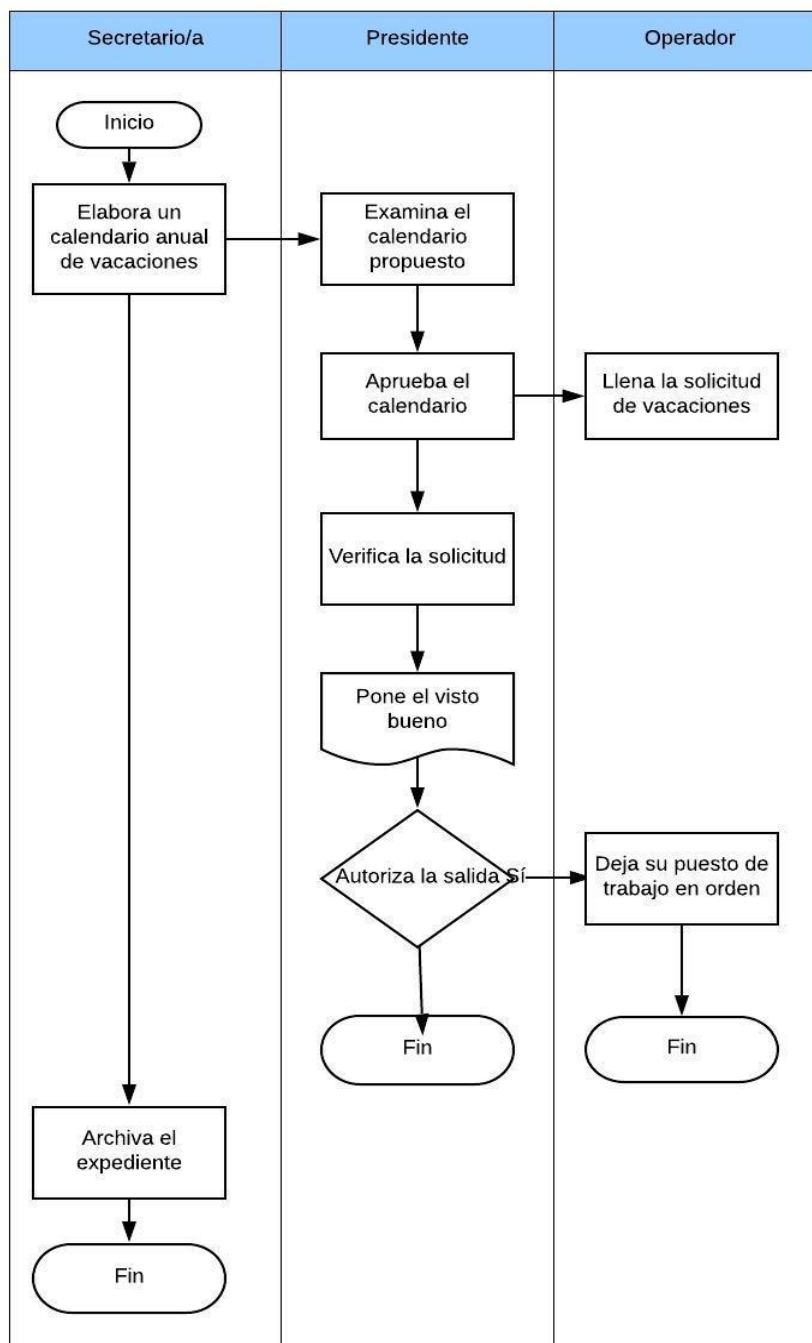 Secretario/a
Presidente
Operador
Inicio
Elabora un
calendario anual
de vacaciones
Examina el
calendario
propuesto
Aprueba el
calendario
Llena la solicitud
de vacaciones
Verifica la solicitud
Pone el visto
bueno
Autoriza la salida Sí
Deja su puesto de
trabajo en orden
Fin
Fin
Archiva el
expediente
Fin